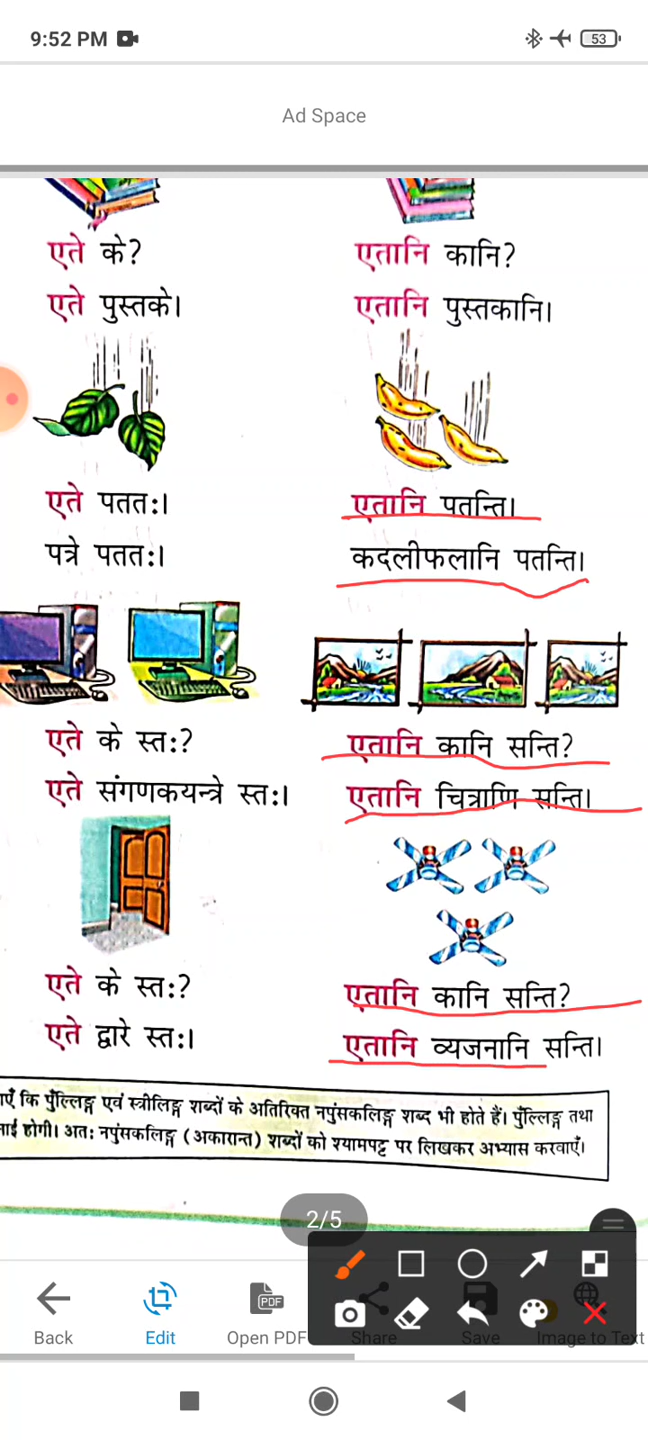 9:52 PM
53
Ad Space
एते के?
एते पुस्तके।
एतानि कानि?
एतानि पुस्तकानि।
एते पततः।
पत्रे पततः।
एतानि पतन्ति।
कदलीफलानि पतन्ति।
एते के स्तः?
एते संगणकयन्त्रे स्तः।
एतानि कानि सन्ति?
एतानि चित्राणि सन्ति।
एते के स्तः?
एते द्वारे स्तः।
एतानि कानि सन्ति?
एतानि व्यजनानि सन्ति।
कि पुँल्लिङ्ग एवं स्त्रीलिङ्ग शब्दों के अतिरिक्त नपुंसकलिङ्ग शब्द भी होते हैं। पुँल्लिङ्ग तथा
होगी। अतः नपुंसकलिङ्ग (अकारान्त) शब्दों को श्यामपट्ट पर लिखकर अभ्यास करवाएँ।
2/5
Back
Edit
PDF
Open PDF
Share
Save
Image to Text